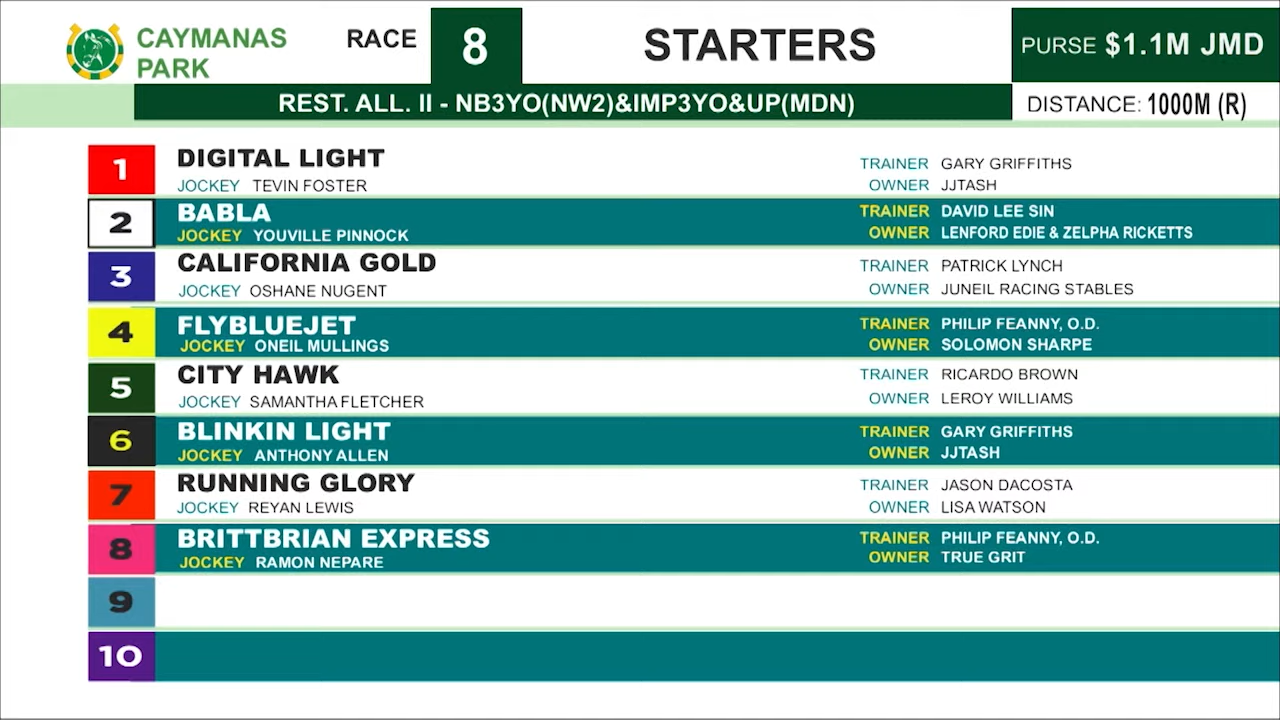 CAYMANAS PARK
RACE 8
STARTERS
PURSE $1.1M JMD
REST. ALL. II - NB3YO(NW2)&IMP3YO&UP(MDN)
DISTANCE: 1000M (R)
1 DIGITAL LIGHT
JOCKEY TEVIN FOSTER
TRAINER GARY GRIFFITHS
OWNER JJTASH
2 BABLA
JOCKEY YOUVILLE PINNOCK
TRAINER DAVID LEE SIN
OWNER LENFORD EDIE & ZELPHA RICKETTS
3 CALIFORNIA GOLD
JOCKEY OSHANE NUGENT
TRAINER PATRICK LYNCH
OWNER JUNEIL RACING STABLES
4 FLYBLUEJET
JOCKEY ONEIL MULLINGS
TRAINER PHILIP FEANNY, O.D.
OWNER SOLOMON SHARPE
5 CITY HAWK
JOCKEY SAMANTHA FLETCHER
TRAINER RICARDO BROWN
OWNER LEROY WILLIAMS
6 BLINKIN LIGHT
JOCKEY ANTHONY ALLEN
TRAINER GARY GRIFFITHS
OWNER JJTASH
7 RUNNING GLORY
JOCKEY REYAN LEWIS
TRAINER JASON DACOSTA
OWNER LISA WATSON
8 BRITTBRIAN EXPRESS
JOCKEY RAMON NEPARE
TRAINER PHILIP FEANNY, O.D.
OWNER TRUE GRIT
9
10